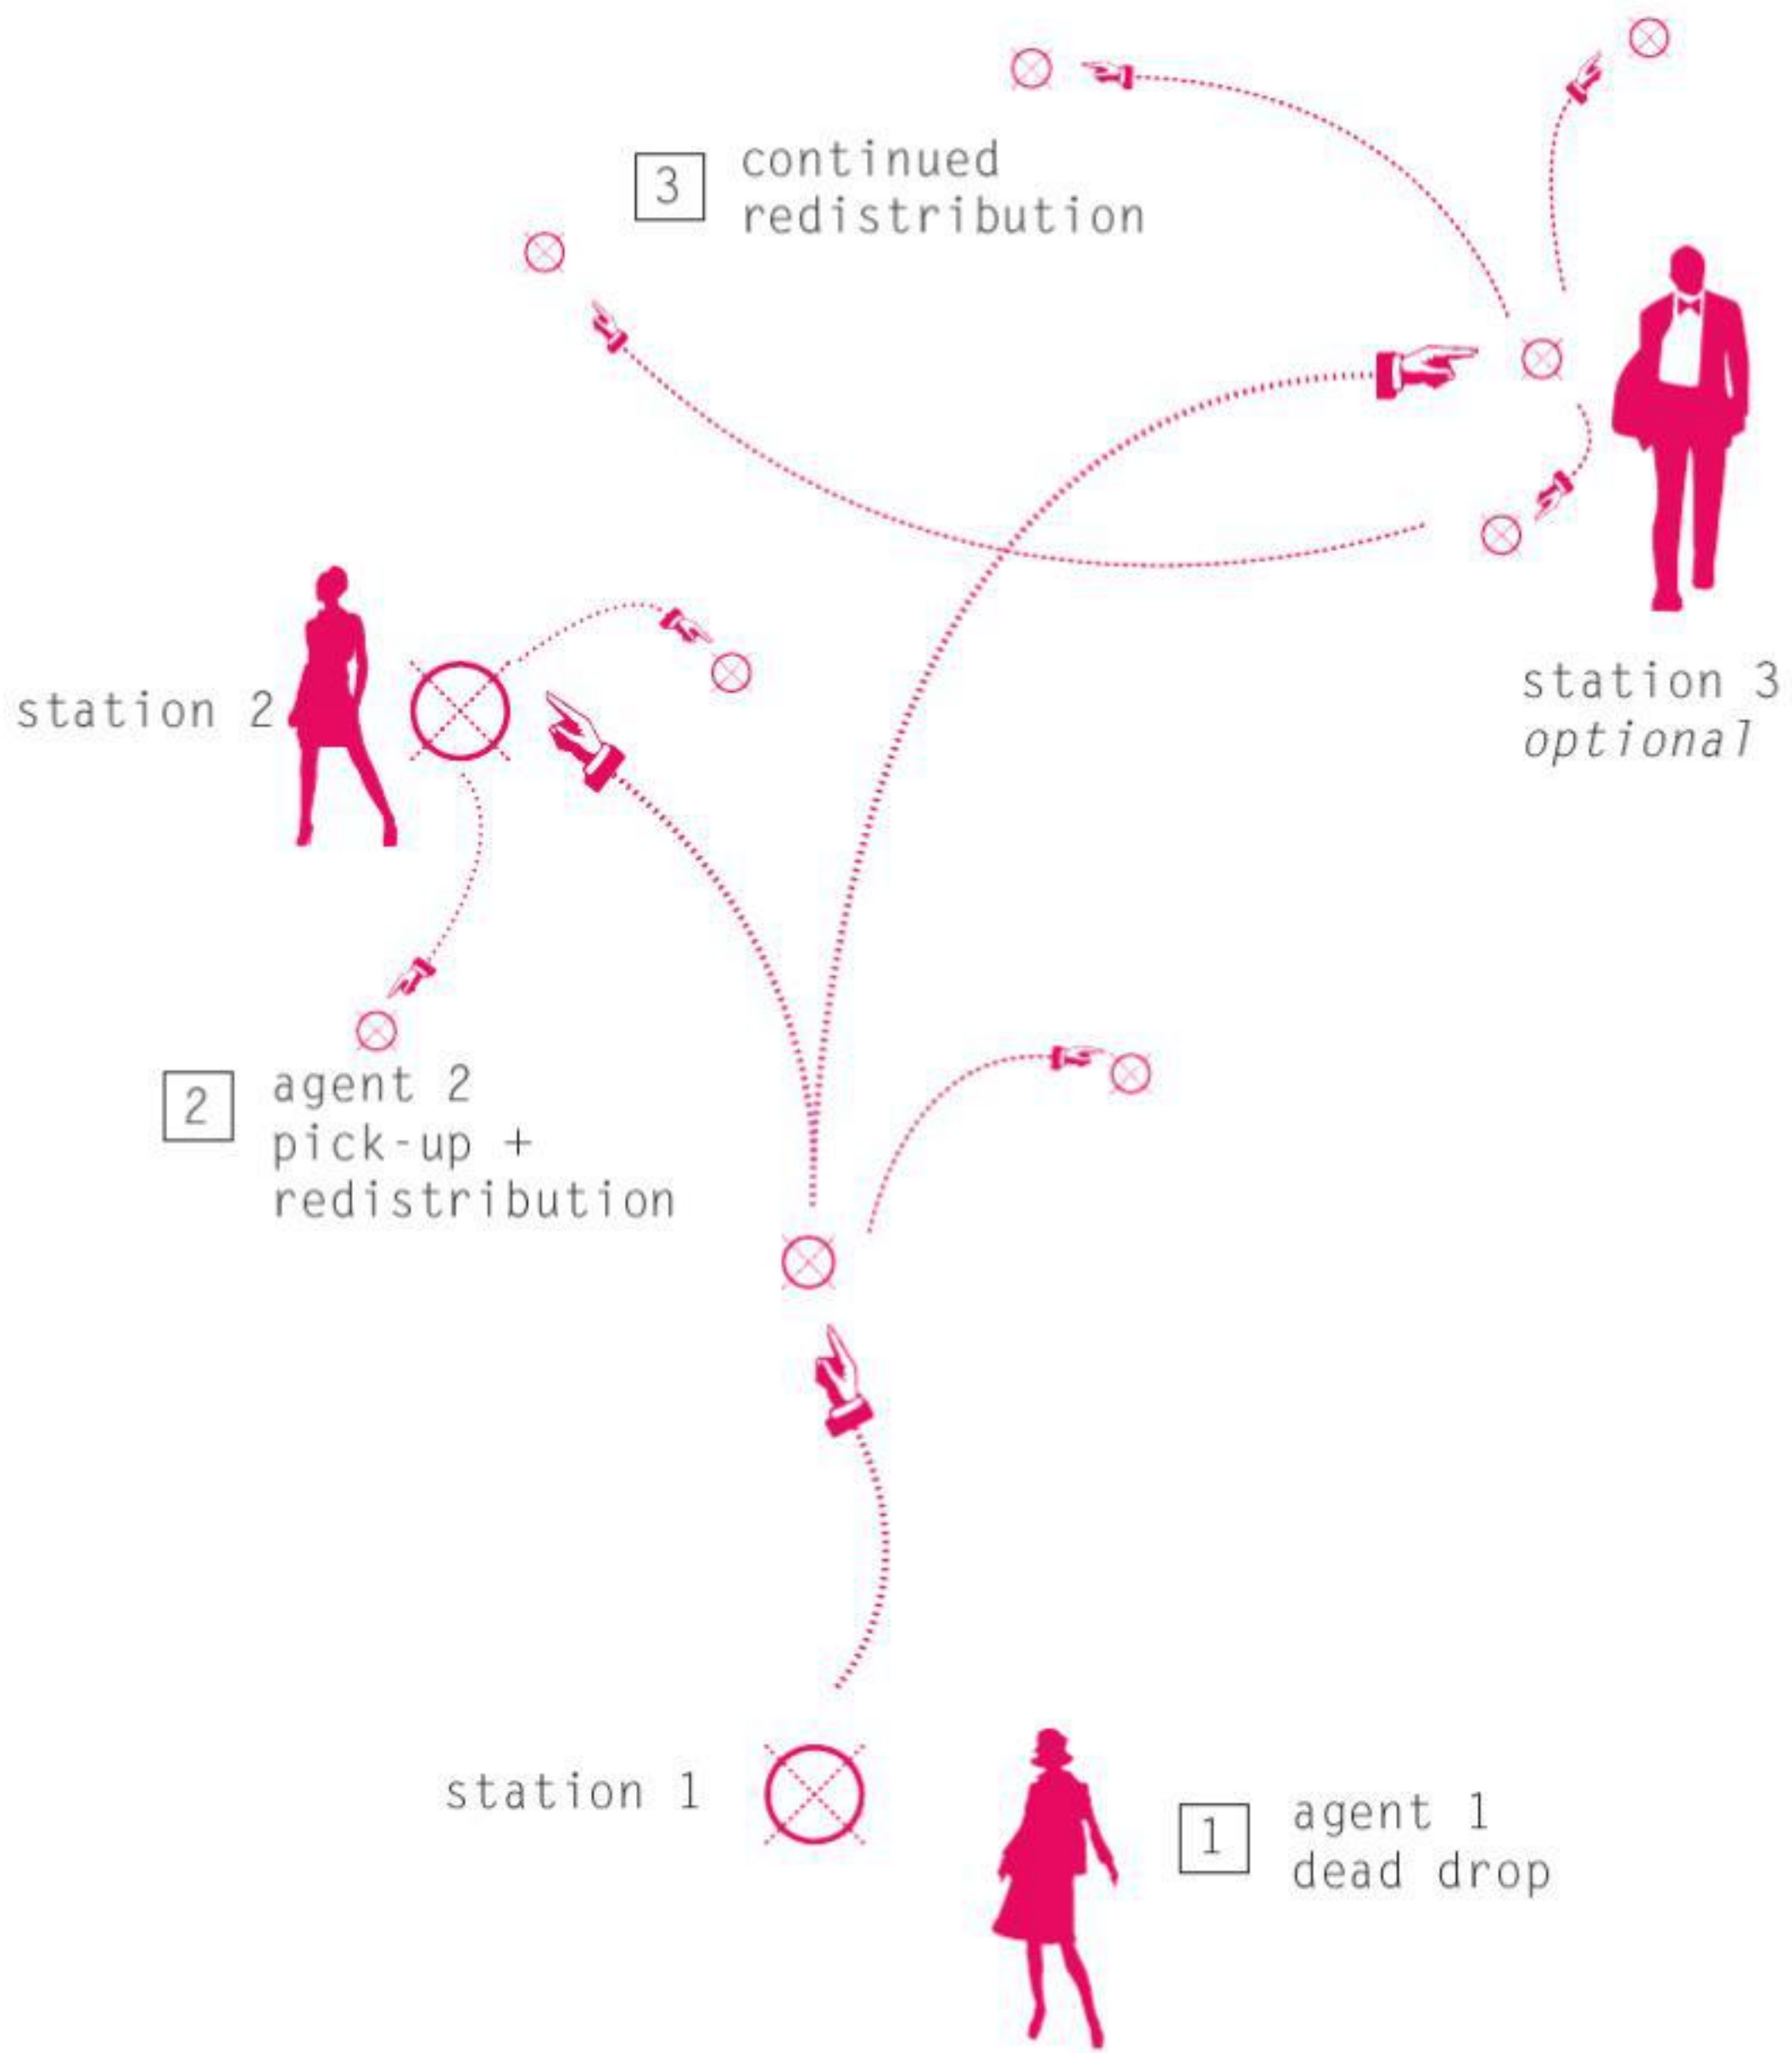 3
continued
redistribution
station 2
station 3
optional
2
agent 2
pick-up +
redistribution
station 1
1
agent 1
dead drop